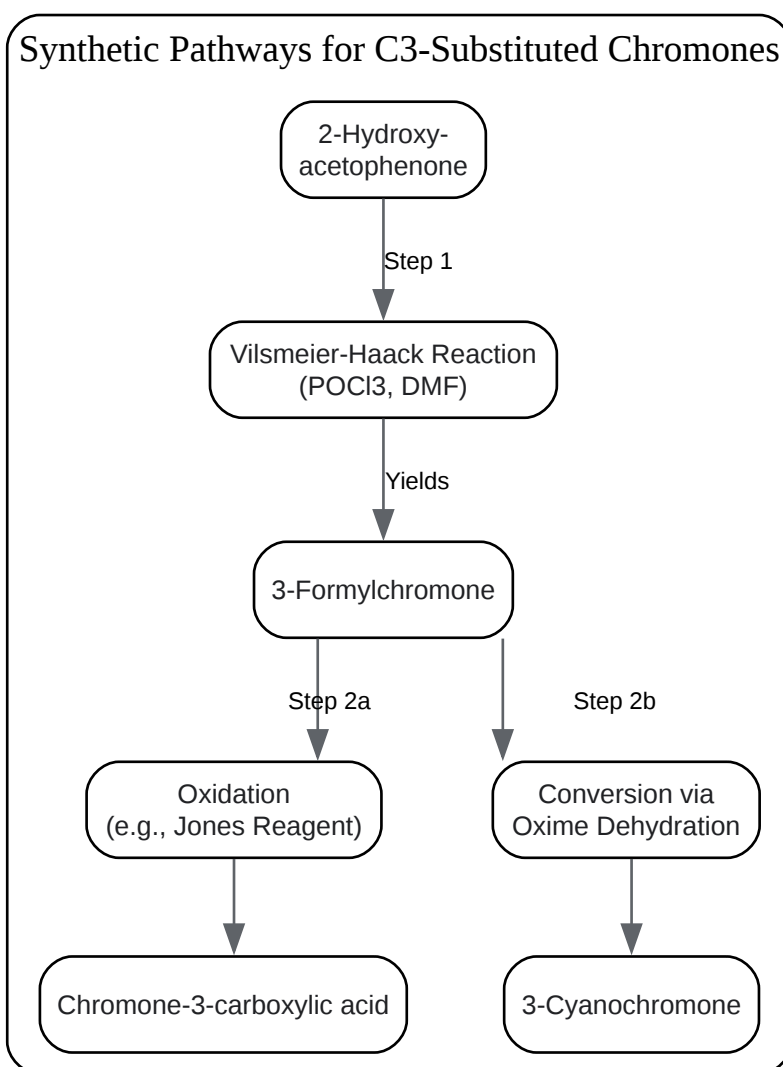 Synthetic Pathways for C3-Substituted Chromones
2-Hydroxy-
acetophenone
Step 1
Vilsmeier-Haack Reaction
(POCl3, DMF)
Yields
3-Formylchromone
Step 2a
Step 2b
Oxidation
(e.g., Jones Reagent)
Conversion via
Oxime Dehydration
Chromone-3-carboxylic acid
3-Cyanochromone